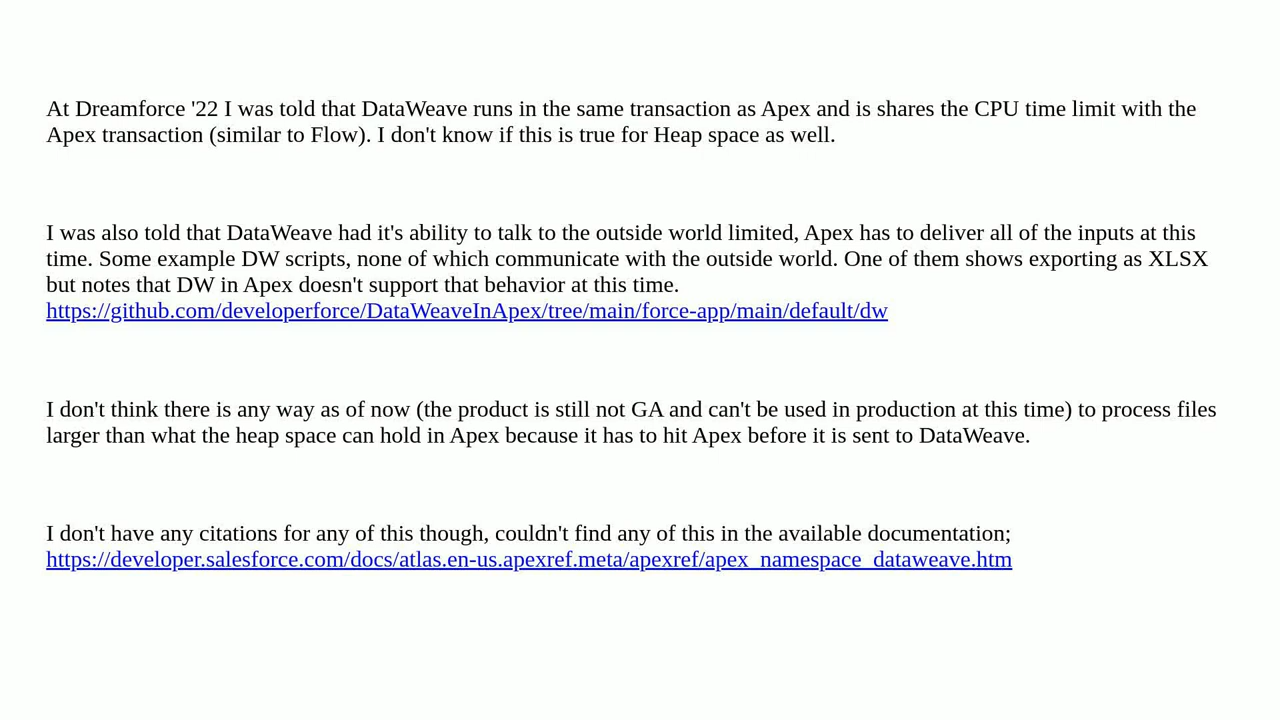 At Dreamforce '22 I was told that DataWeave runs in the same transaction as Apex and is shares the CPU time limit with the
Apex transaction (similar to Flow). I don't know if this is true for Heap space as well.
I was also told that DataWeave had it's ability to talk to the outside world limited, Apex has to deliver all of the inputs at this
time. Some example DW scripts, none of which communicate with the outside world. One of them shows exporting as XLSX
but notes that DW in Apex doesn't support that behavior at this time.
https://github.com/developerforce/DataWeaveInApex/tree/main/force-app/main/default/dw
I don't think there is any way as of now (the product is still not GA and can't be used in production at this time) to process files
larger than what the heap space can hold in Apex because it has to hit Apex before it is sent to DataWeave.
I don't have any citations for any of this though, couldn't find any of this in the available documentation;
https://developer.salesforce.com/docs/atlas.en-us.apexref.meta/apexref/apex_namespace_dataweave.htm